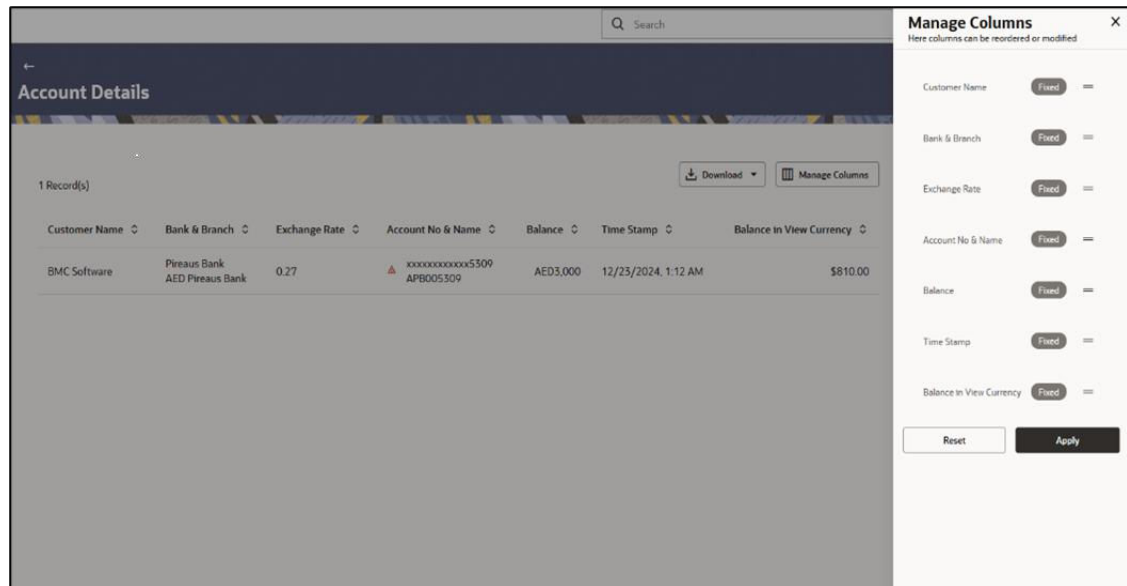 Search
Account Details
1 Record(s)
Download
Manage Columns
Customer Name
Bank & Branch
Exchange Rate
Account No & Name
Balance
Time Stamp
Balance in View Currency
BMC Software
Pireaus Bank
AED Pireaus Bank
0.27
xxxxxxxxxxxx5309
APB005309
AED3,000
12/23/2024, 1:12 AM
$810.00
Manage Columns
Here columns can be reordered or modified
Customer Name Fixed
Bank & Branch Fixed
Exchange Rate Fixed
Account No & Name Fixed
Balance Fixed
Time Stamp Fixed
Balance in View Currency Fixed
Reset
Apply